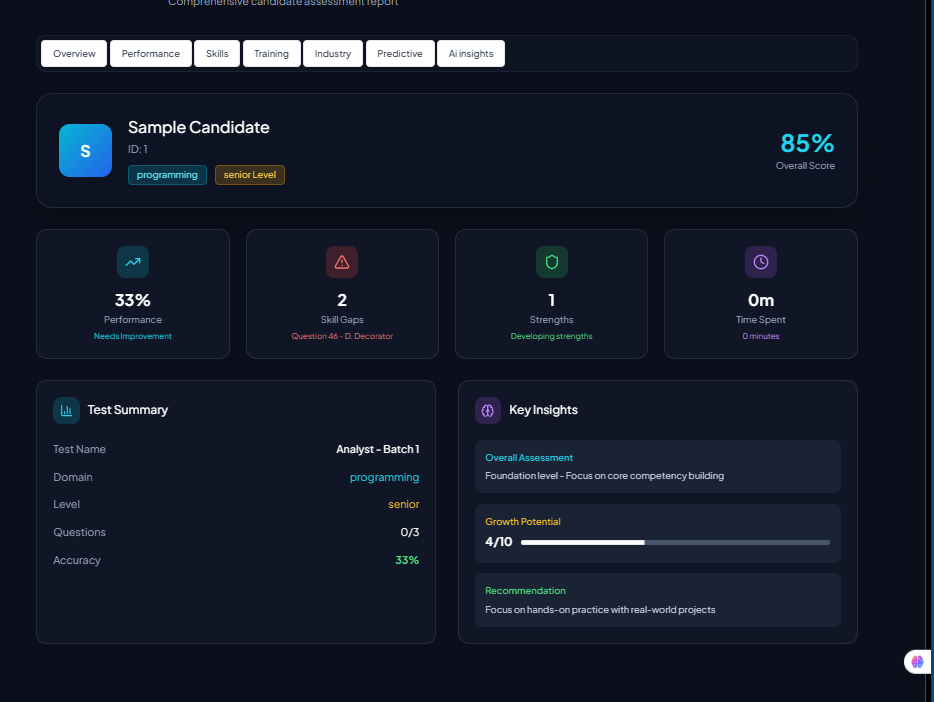 Comprehensive candidate assessment report
Overview
Performance
Skills
Training
Industry
Predictive
Ai insights
S
Sample Candidate
ID: 1
programming
senior Level
85%
Overall Score
33%
Performance
Needs Improvement
2
Skill Gaps
Question 46 - D. Decorator
1
Strengths
Developing strengths
0m
Time Spent
0 minutes
Test Summary
Test Name
Analyst - Batch 1
Domain
programming
Level
senior
Questions
0/3
Accuracy
33%
Key Insights
Overall Assessment
Foundation level - Focus on core competency building
Growth Potential
4/10
Recommendation
Focus on hands-on practice with real-world projects